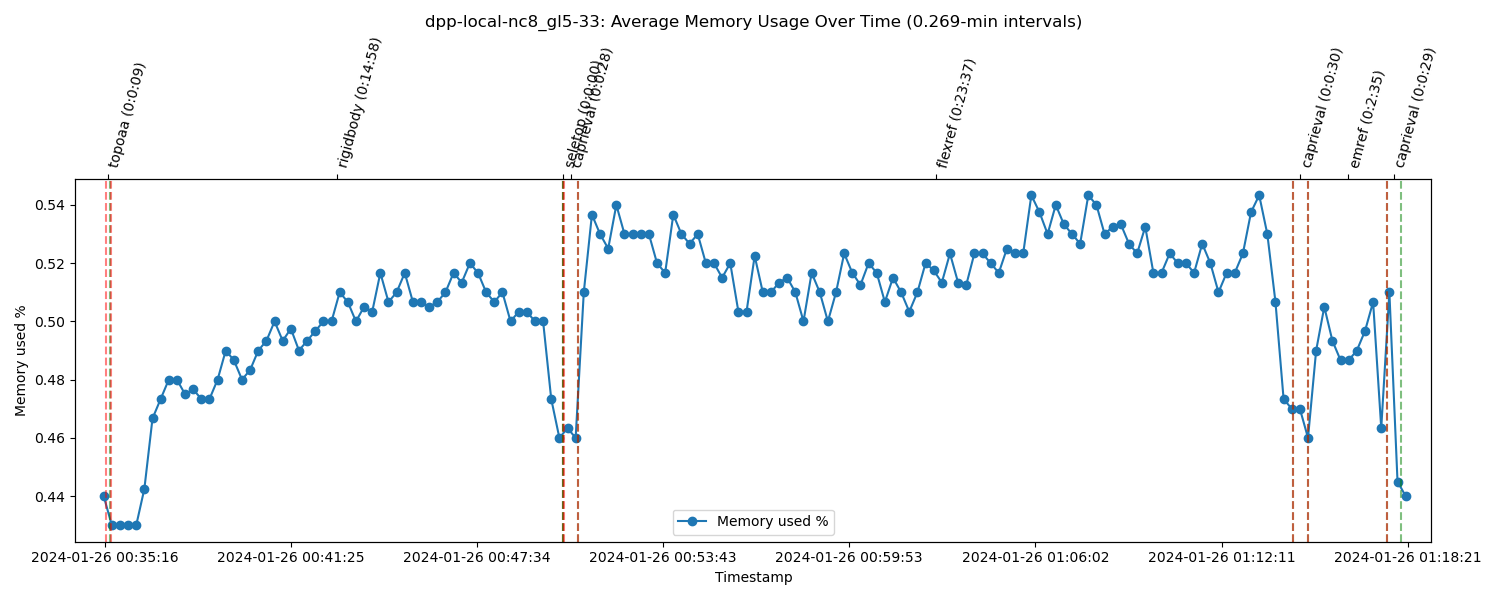 dpp-local-nc8_gl5-33: Average Memory Usage Over Time (0.269-min intervals)
topoaa (0:0:09)
rigidbody (0:14:58)
seletop (0:0:00)
caprieval (0:0:28)
flexref (0:23:37)
caprieval (0:0:30)
emref (0:2:35)
caprieval (0:0:29)
Memory used %
0.54
0.52
0.50
0.48
0.46
0.44
Memory used %
2024-01-26 00:35:16
2024-01-26 00:41:25
2024-01-26 00:47:34
2024-01-26 00:53:43
2024-01-26 00:59:53
2024-01-26 01:06:02
2024-01-26 01:12:11
2024-01-26 01:18:21
Timestamp